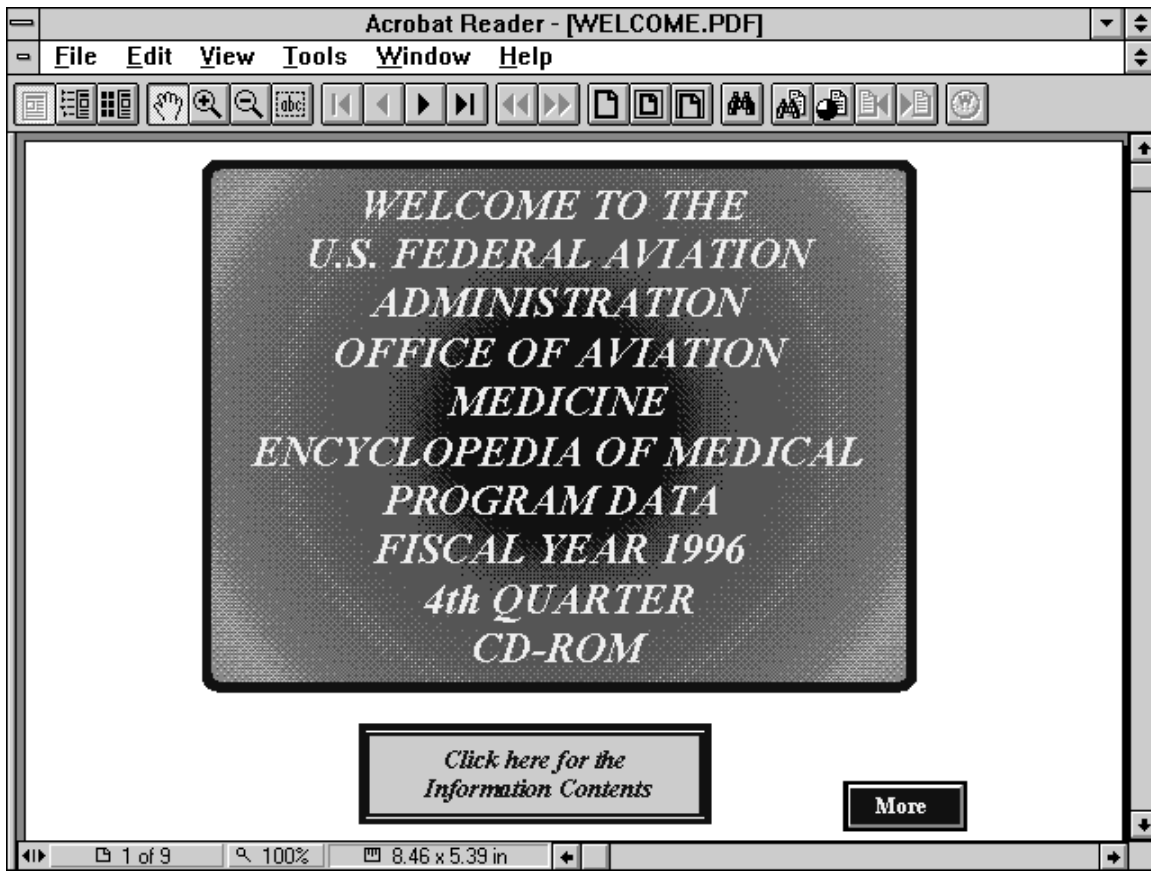 Acrobat Reader - [WELCOME.PDF]
File Edit View Tools Window Help
abc
WELCOME TO THE
U.S. FEDERAL AVIATION
ADMINISTRATION
OFFICE OF AVIATION
MEDICINE
ENCYCLOPEDIA OF MEDICAL
PROGRAM DATA
FISCAL YEAR 1996
4th QUARTER
CD-ROM
Click here for the
Information Contents
More
1 of 9 100% 8.46 x 5.39 in